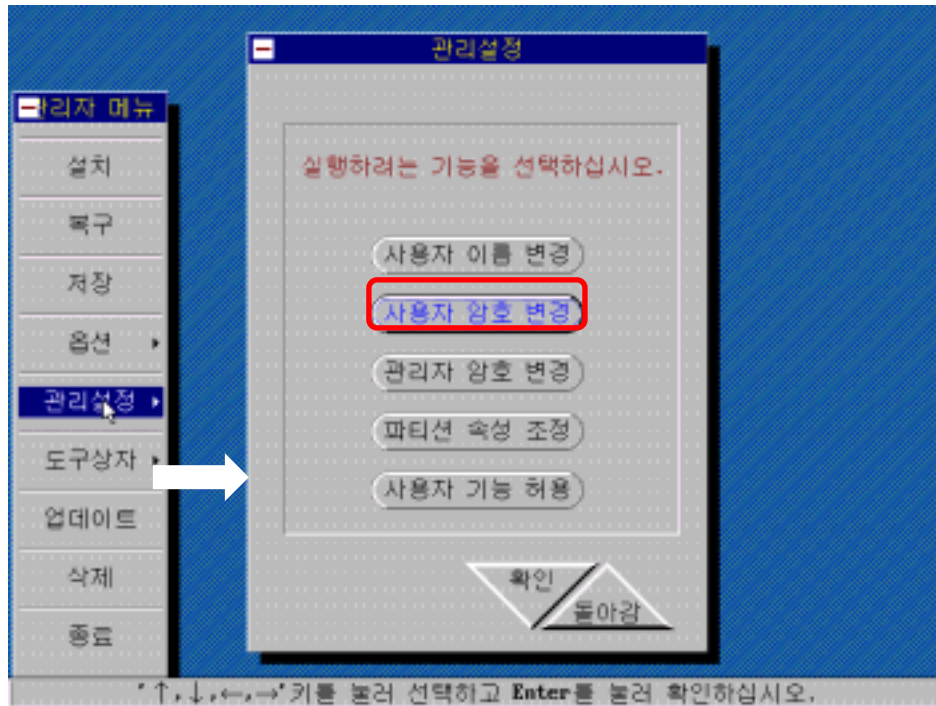 관리설정
관리자 메뉴
설치
복구
저장
옵션
관리설정
도구상자
업데이트
삭제
종료
실행하려는 기능을 선택하십시오.
사용자 이름 변경
사용자 암호 변경
관리자 암호 변경
파티션 속성 조정
사용자 기능 허용
확인
돌아감
'↑,↓,←,→'키를 눌러 선택하고 Enter를 눌러 확인하십시오.